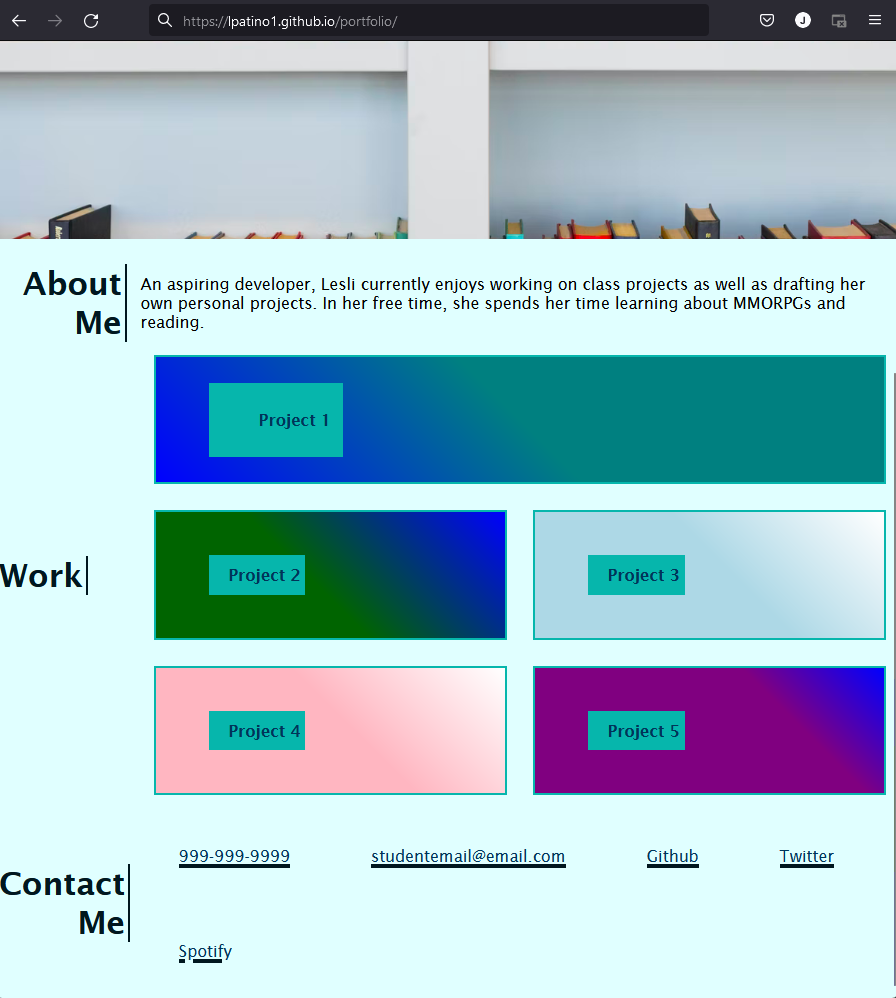 https://lpatino1.github.io/portfolio/
J
About
Me
An aspiring developer, Lesli currently enjoys working on class projects as well as drafting her
own personal projects. In her free time, she spends her time learning about MMORPGs and
reading.
Project 1
Work
Project 2
Project 3
Project 4
Project 5
Contact
Me
999-999-9999
studentemail@email.com
Github
Twitter
Spotify